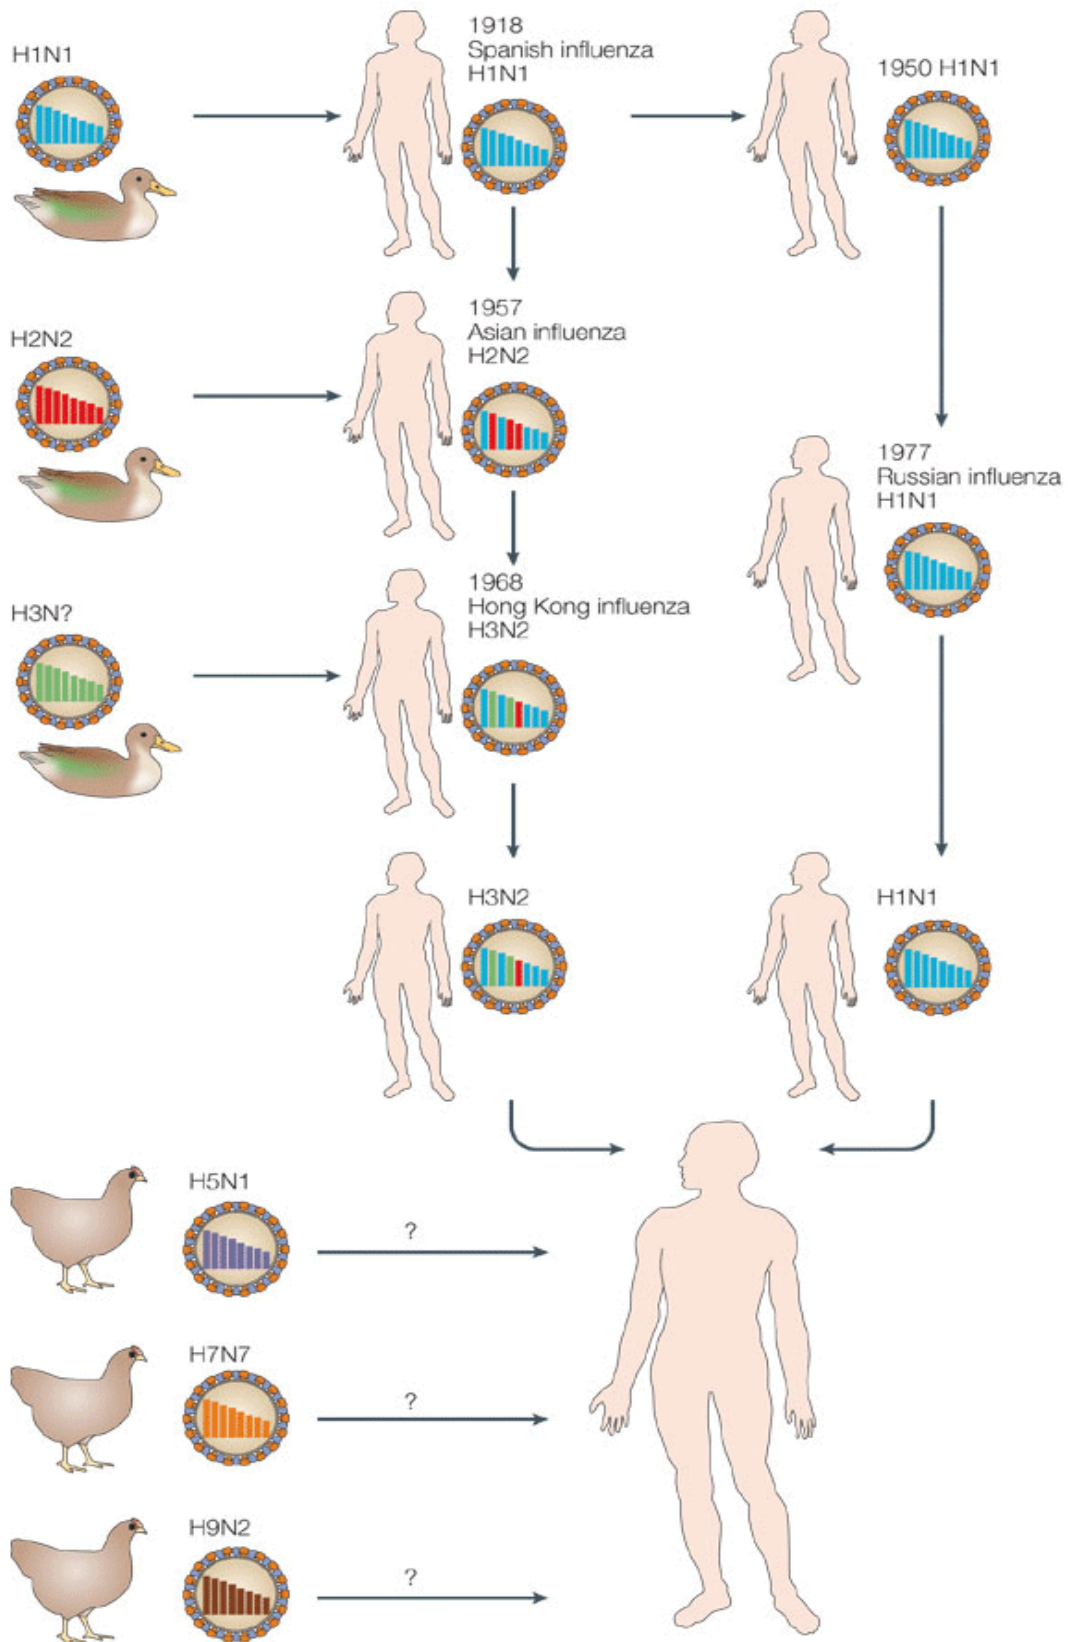 H1N1
1918
Spanish influenza
H1N1
1950 H1N1
H2N2
1957
Asian influenza
H2N2
1977
Russian influenza
H1N1
H3N?
1968
Hong Kong influenza
H3N2
H3N2
H1N1
H5N1
?
H7N7
?
H9N2
?